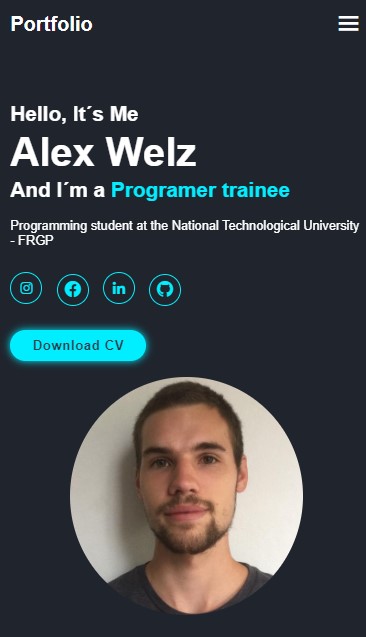 Portfolio
Hello, It´s Me
Alex Welz
And I´m a Programer trainee
Programming student at the National Technological University
- FRGP
Download CV